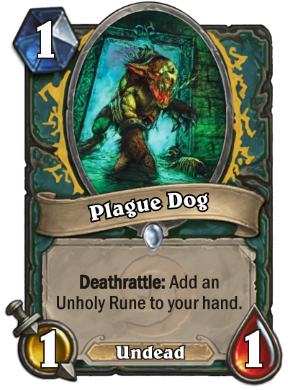 1
Plague Dog
Deathrattle: Add an
Unholy Rune to your hand.
1
Undead
1